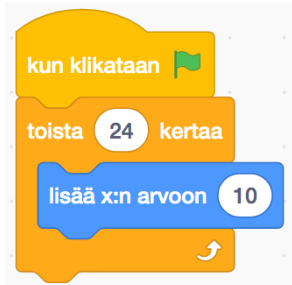 kun klikataan
toista 24 kertaa
lisää x:n arvoon 10